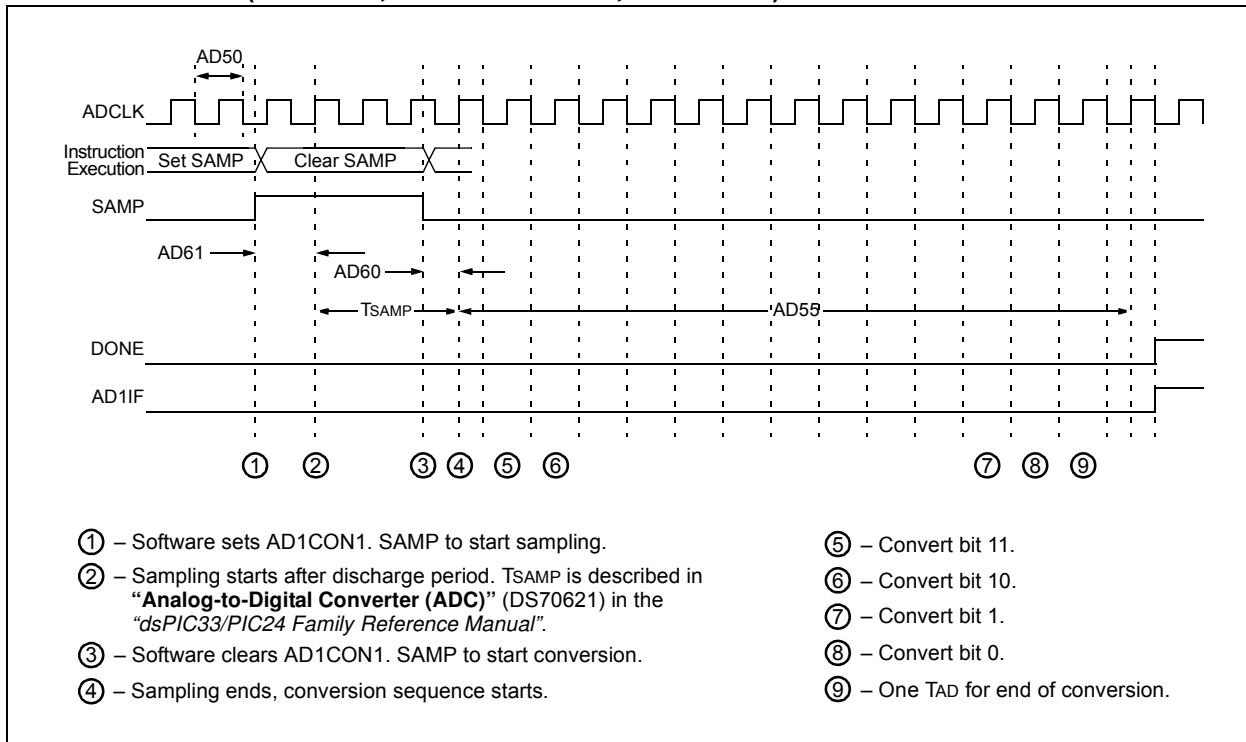 AD50
ADCLK
Instruction
Execution
Set SAMP
Clear SAMP
SAMP
AD61
AD60
TSAMP
AD55
DONE
AD1IF
1 2 3 4 5 6 7 8 9
1 – Software sets AD1CON1. SAMP to start sampling.
2 – Sampling starts after discharge period. TSAMP is described in
“Analog-to-Digital Converter (ADC)” (DS70621) in the
“dsPIC33/PIC24 Family Reference Manual”.
3 – Software clears AD1CON1. SAMP to start conversion.
4 – Sampling ends, conversion sequence starts.
5 – Convert bit 11.
6 – Convert bit 10.
7 – Convert bit 1.
8 – Convert bit 0.
9 – One TAD for end of conversion.